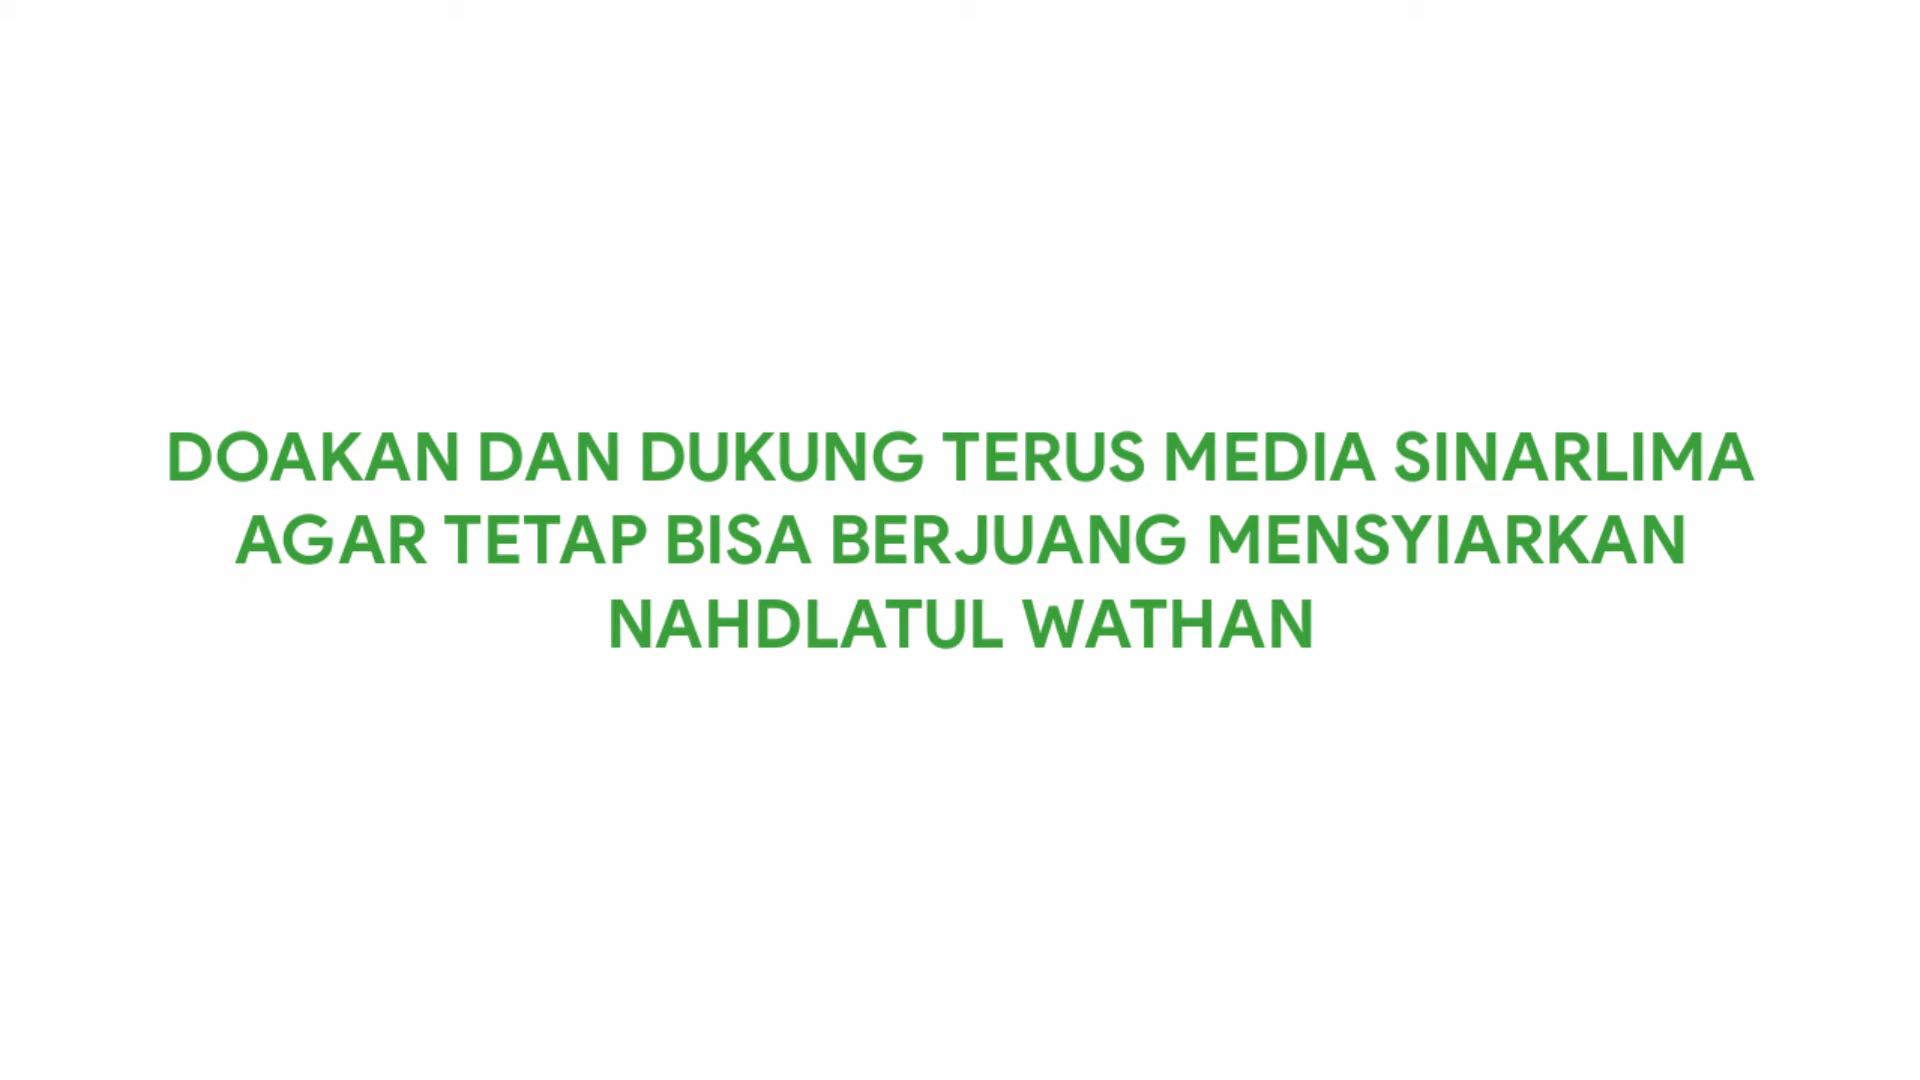 DOAKAN DAN DUKUNG TERUS MEDIA SINARLIMA
AGAR TETAP BISA BERJUANG MENSYIARKAN
NAHDLATUL WATHAN